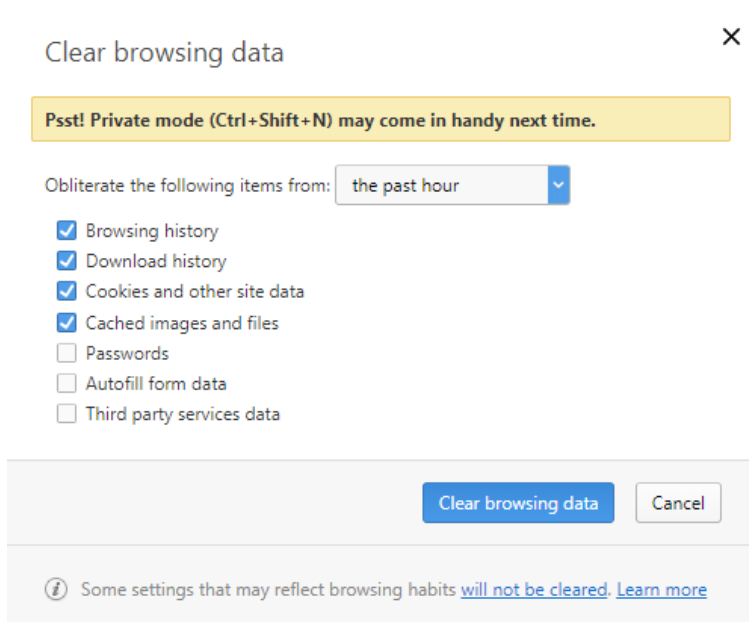 Clear browsing data
Psst! Private mode (Ctrl+Shift+N) may come in handy next time.
Obliterate the following items from: the past hour
Browsing history
Download history
Cookies and other site data
Cached images and files
Passwords
Autofill form data
Third party services data
Clear browsing data Cancel
Some settings that may reflect browsing habits will not be cleared. Learn more